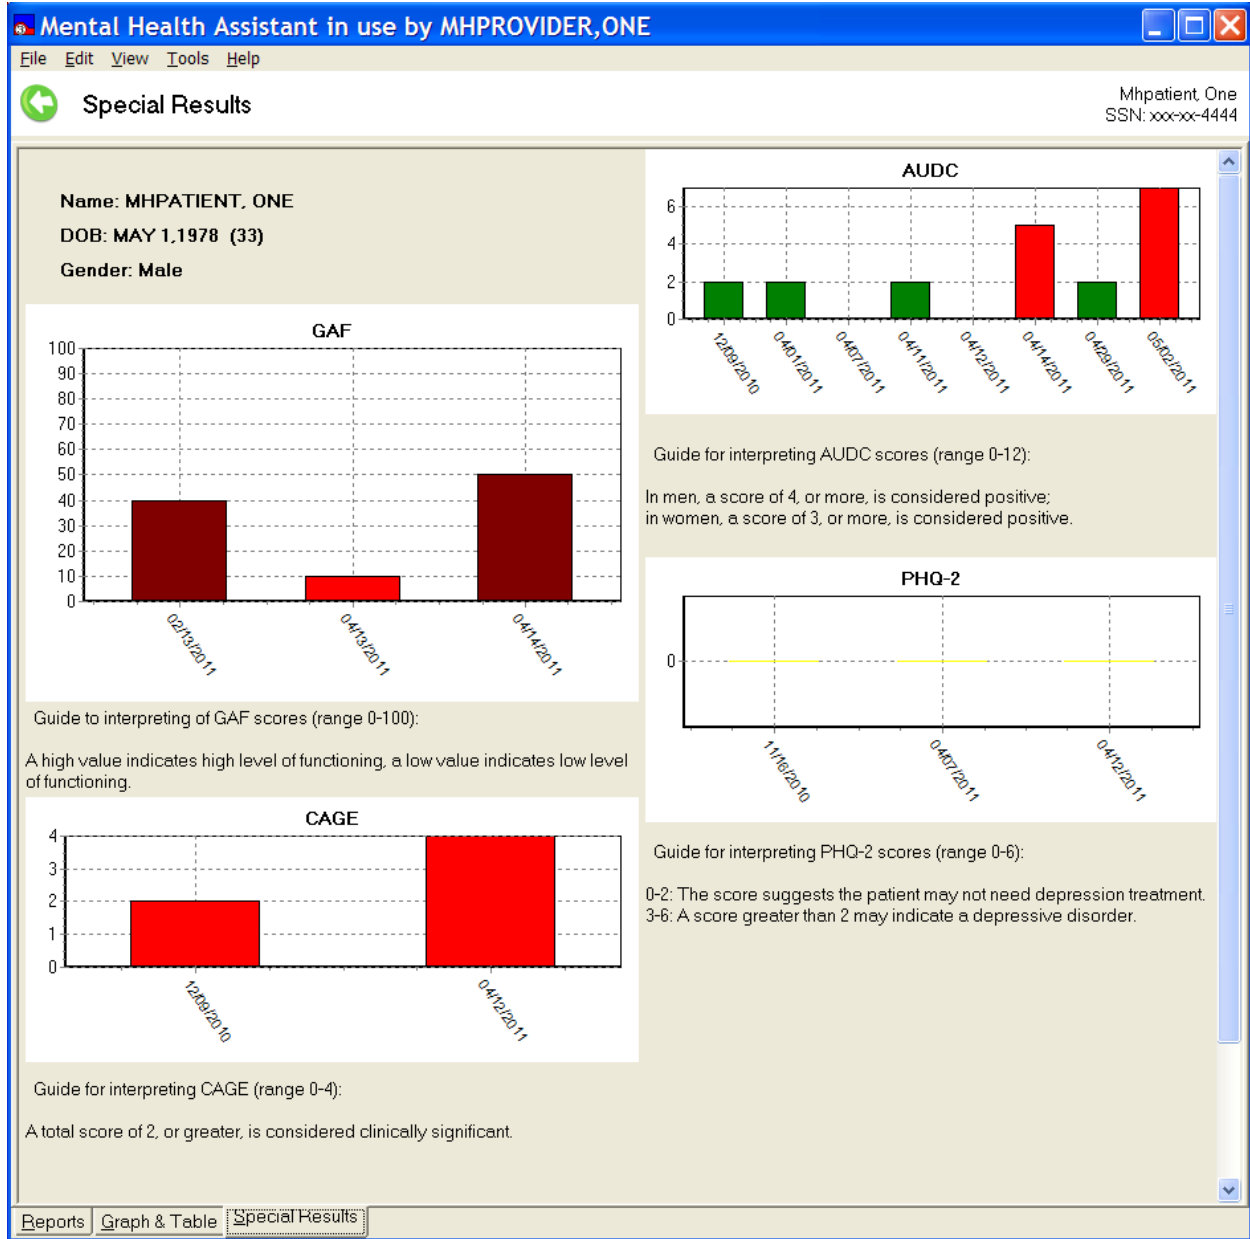 Mental Health Assistant in use by MHPROVIDER,ONE
File Edit View Tools Help
Special Results
Mhpatient, One
SSN: xxx-xx-4444
Name: MHPATIENT, ONE
DOB: MAY 1,1978 (33)
Gender: Male
GAF
100
90
80
70
60
50
40
30
20
10
0
02/13/2011
04/13/2011
04/14/2011
Guide to interpreting of GAF scores (range 0-100):
A high value indicates high level of functioning, a low value indicates low level
of functioning.
CAGE
4
3
2
1
0
12/09/2010
04/12/2011
Guide for interpreting CAGE (range 0-4):
A total score of 2, or greater, is considered clinically significant.
AUDC
6
4
2
0
12/09/2010
04/01/2011
04/07/2011
04/11/2011
04/12/2011
04/14/2011
04/29/2011
05/02/2011
Guide for interpreting AUDC scores (range 0-12):
In men, a score of 4, or more, is considered positive;
in women, a score of 3, or more, is considered positive.
PHQ-2
0
11/16/2010
04/07/2011
04/12/2011
Guide for interpreting PHQ-2 scores (range 0-6):
0-2: The score suggests the patient may not need depression treatment.
3-6: A score greater than 2 may indicate a depressive disorder.
Reports Graph & Table Special Results